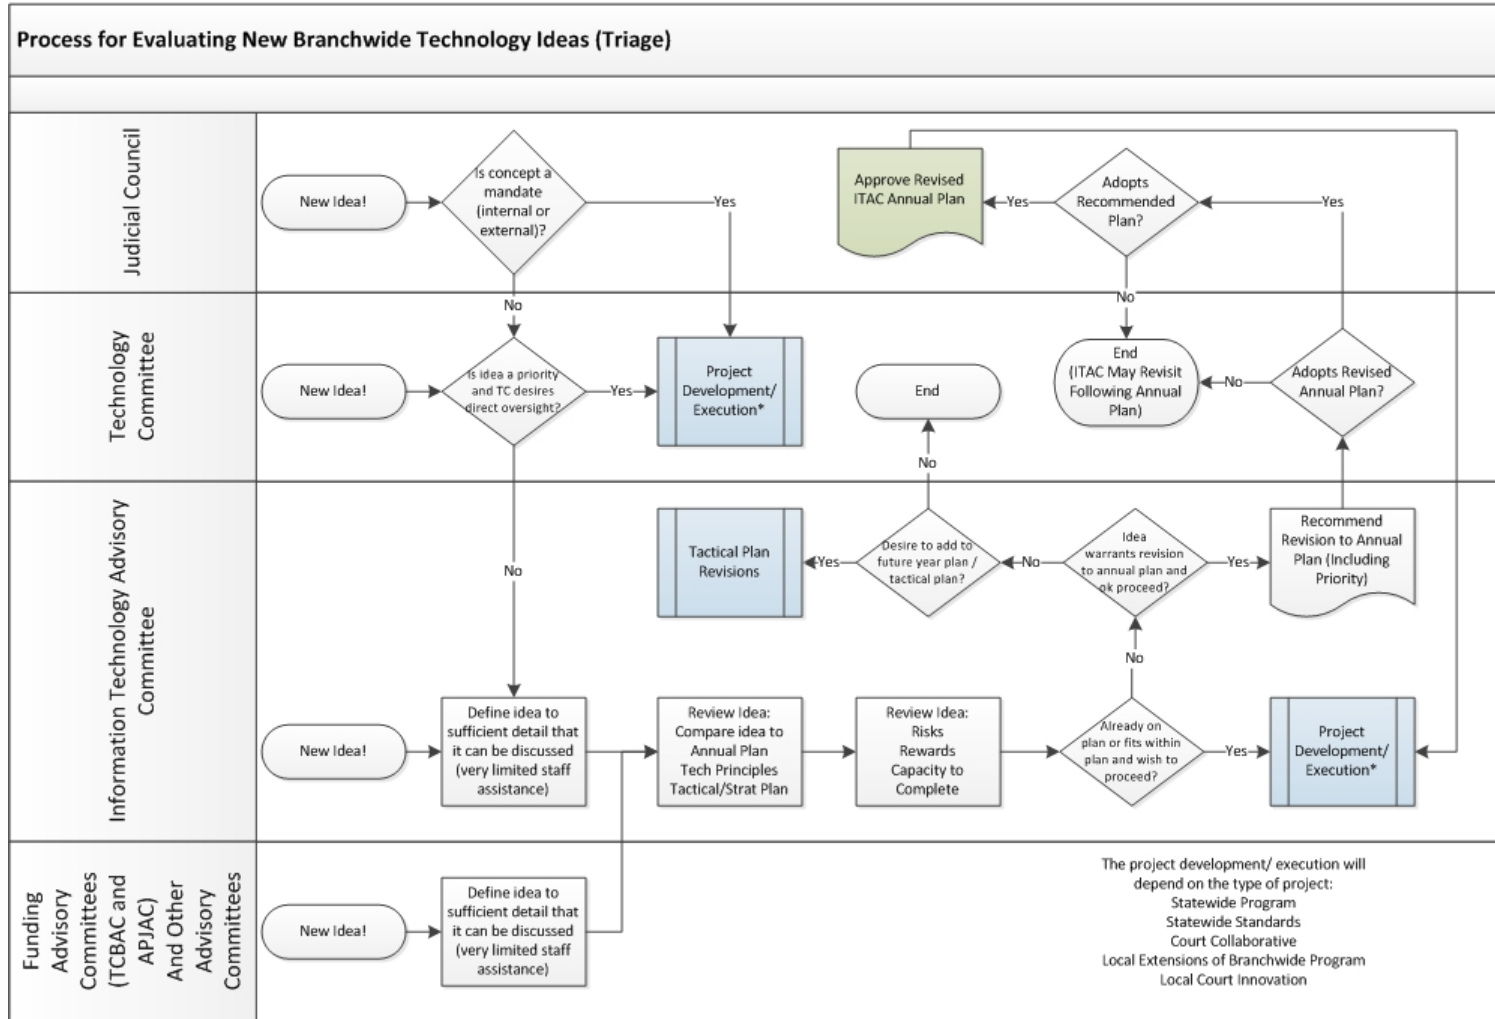 Process for Evaluating New Branchwide Technology Ideas (Triage)
Judicial Council
New Idea!
Is concept a
mandate
(internal or
external)?
Yes
No
Approve Revised
ITAC Annual Plan
Yes
Adopts
Recommended
Plan?
Yes
No
Technology
Committee
New Idea!
Is idea a priority
and TC desires
direct oversight?
Yes
Project
Development/
Execution*
End
End
(ITAC May Revisit
Following Annual
Plan)
No
Adopts Revised
Annual Plan?
No
No
Information Technology Advisory
Committee
Tactical Plan
Revisions
Yes
Desire to add to
future year plan /
tactical plan?
No
Idea
warrants revision
to annual plan and
ok proceed?
Yes
Recommend
Revision to Annual
Plan (Including
Priority)
No
New Idea!
Define idea to
sufficient detail that
it can be discussed
(very limited staff
assistance)
Review Idea:
Compare idea to
Annual Plan
Tech Principles
Tactical/Strat Plan
Review Idea:
Risks
Rewards
Capacity to
Complete
Already on
plan or fits within
plan and wish to
proceed?
Yes
Project
Development/
Execution*
Funding
Advisory
Committees
(TCBAC and
APJAC)
And Other
Advisory
Committees
New Idea!
Define idea to
sufficient detail that
it can be discussed
(very limited staff
assistance)
The project development/ execution will
depend on the type of project:
Statewide Program
Statewide Standards
Court Collaborative
Local Extensions of Branchwide Program
Local Court Innovation